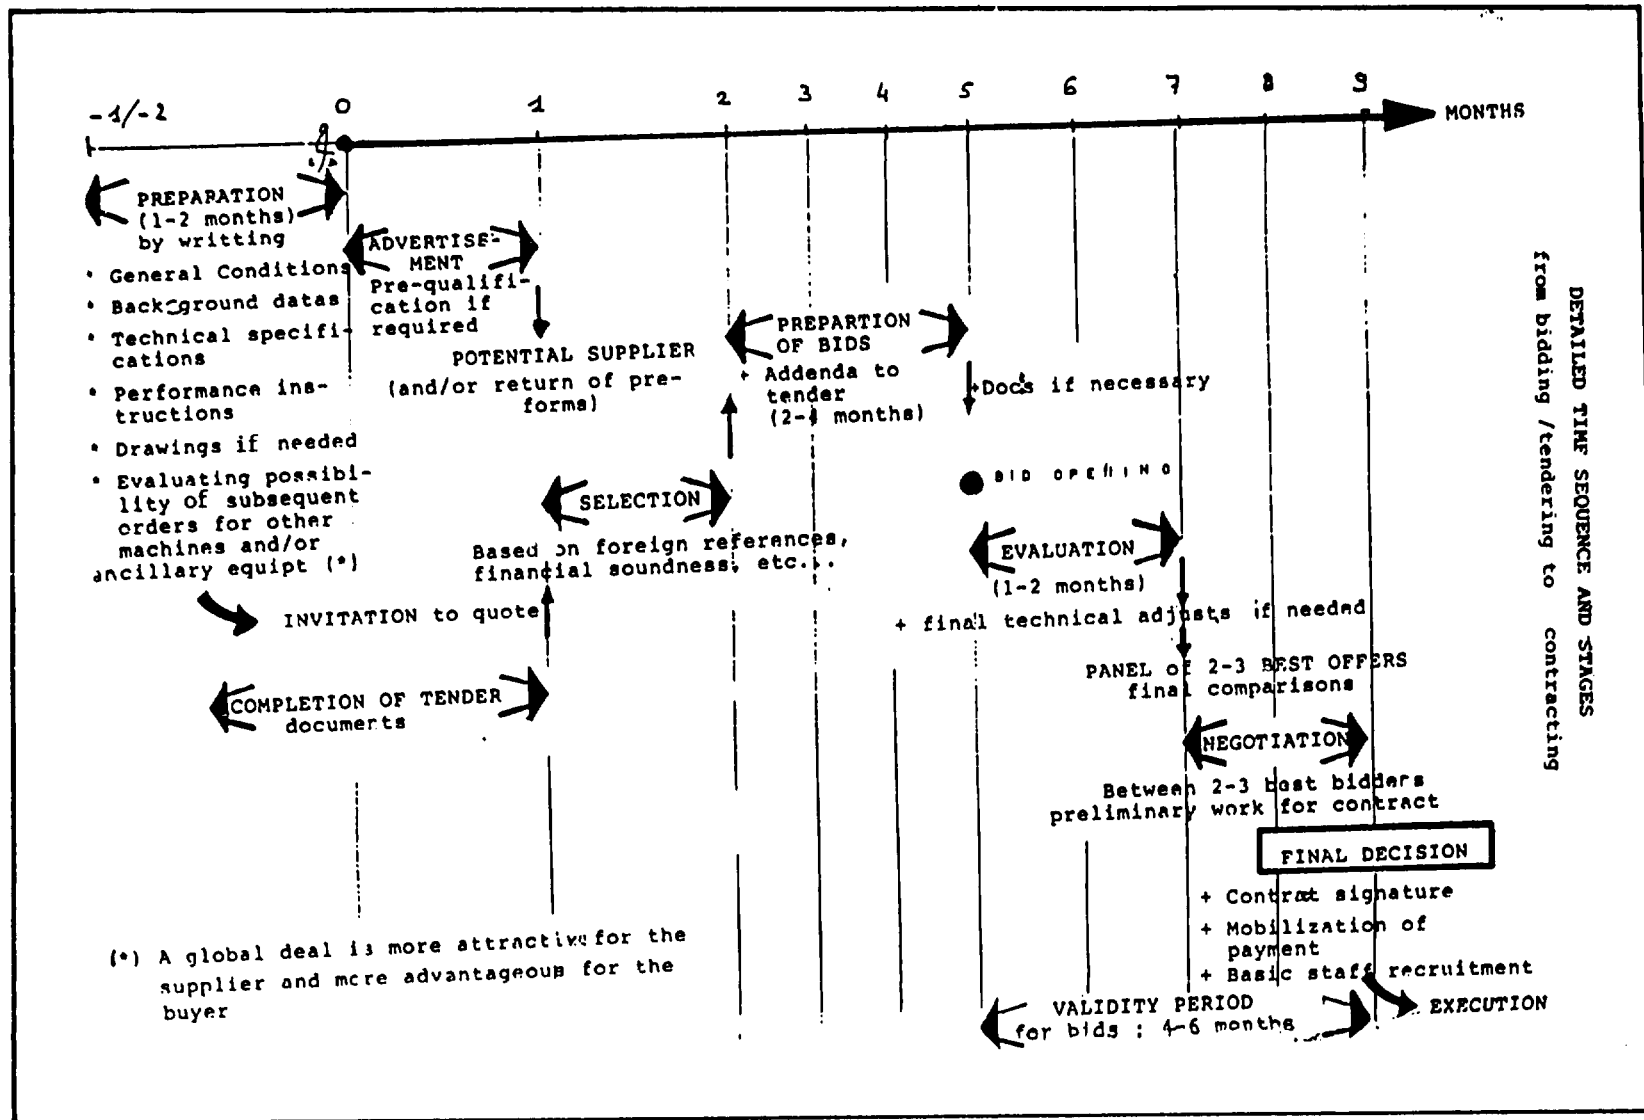 -1/-2 0 1 2 3 4 5 6 7 8 9
MONTHS
PREPARATION
(1-2 months)
by writting
* General Conditions
* Background datas
* Technical specifi-
cations
* Performance ins-
tructions
* Drawings if needed
* Evaluating possibi-
lity of subsequent
orders for other
machines and/or
ancillary equipt (*)
INVITATION to quote
COMPLETION OF TENDER
documents
ADVERTISE-
MENT
Pre-qualifi-
cation if
required
POTENTIAL SUPPLIER
(and/or return of pre-
forms)
SELECTION
Based on foreign references,
financial soundness, etc...
PREPARTION
OF BIDS
+ Addenda to
tender
(2-4 months)
+Docs if necessary
BID OPENING
EVALUATION
(1-2 months)
+ final technical adjusts if needed
PANEL of 2-3 BEST OFFERS
final comparisons
NEGOTIATION
Between 2-3 best bidders
preliminary work for contract
FINAL DECISION
+ Contrat signature
+ Mobilization of
payment
+ Basic staff recruitment
EXECUTION
VALIDITY PERIOD
for bids : 4-6 months
(*) A global deal is more attractive for the
supplier and more advantageous for the
buyer
DETAILED TIME SEQUENCE AND STAGES
from bidding /tendering to contracting